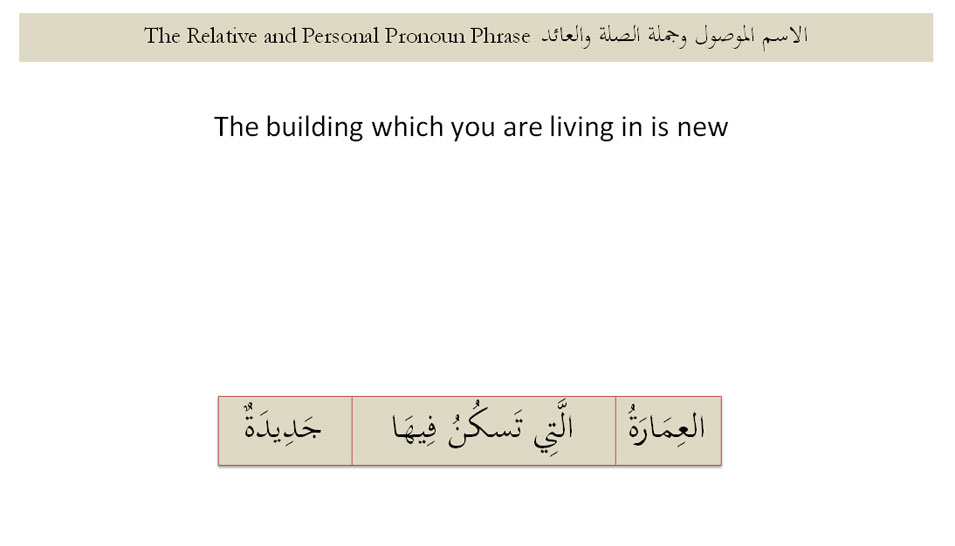 The Relative and Personal Pronoun Phrase الاسم الموصول وجملة الصلة والعائد
The building which you are living in is new
العِمَارَةُ الَّتِي تَسكُنُ فِيهَا جَدِيدَةٌ